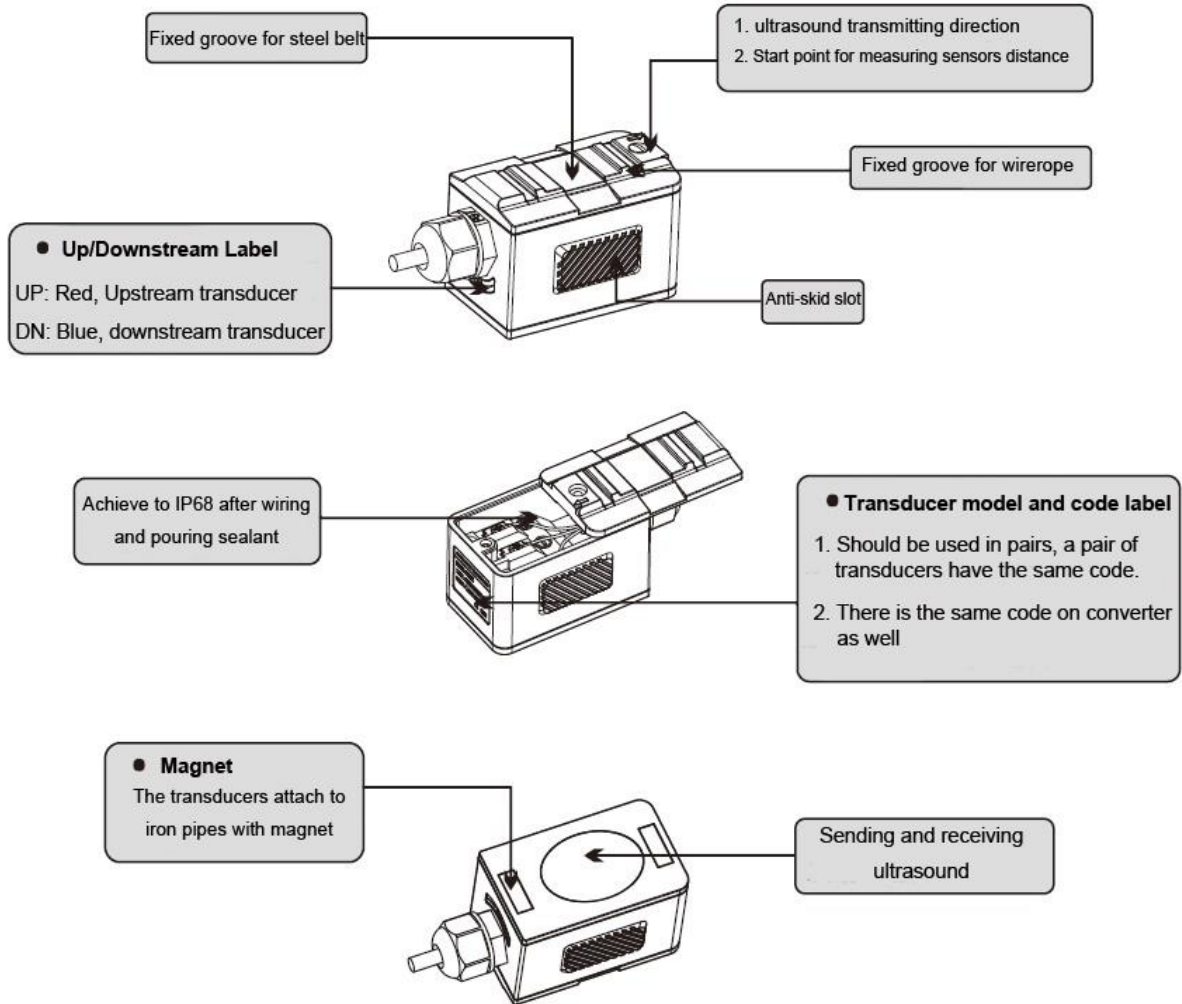 Fixed groove for steel belt
1. ultrasound transmitting direction
2. Start point for measuring sensors distance
Fixed groove for wirerope
● Up/Downstream Label
UP: Red, Upstream transducer
DN: Blue, downstream transducer
Anti-skid slot
Achieve to IP68 after wiring
and pouring sealant
● Transducer model and code label
1. Should be used in pairs, a pair of
transducers have the same code.
2. There is the same code on converter
as well
● Magnet
The transducers attach to
iron pipes with magnet
Sending and receiving
ultrasound